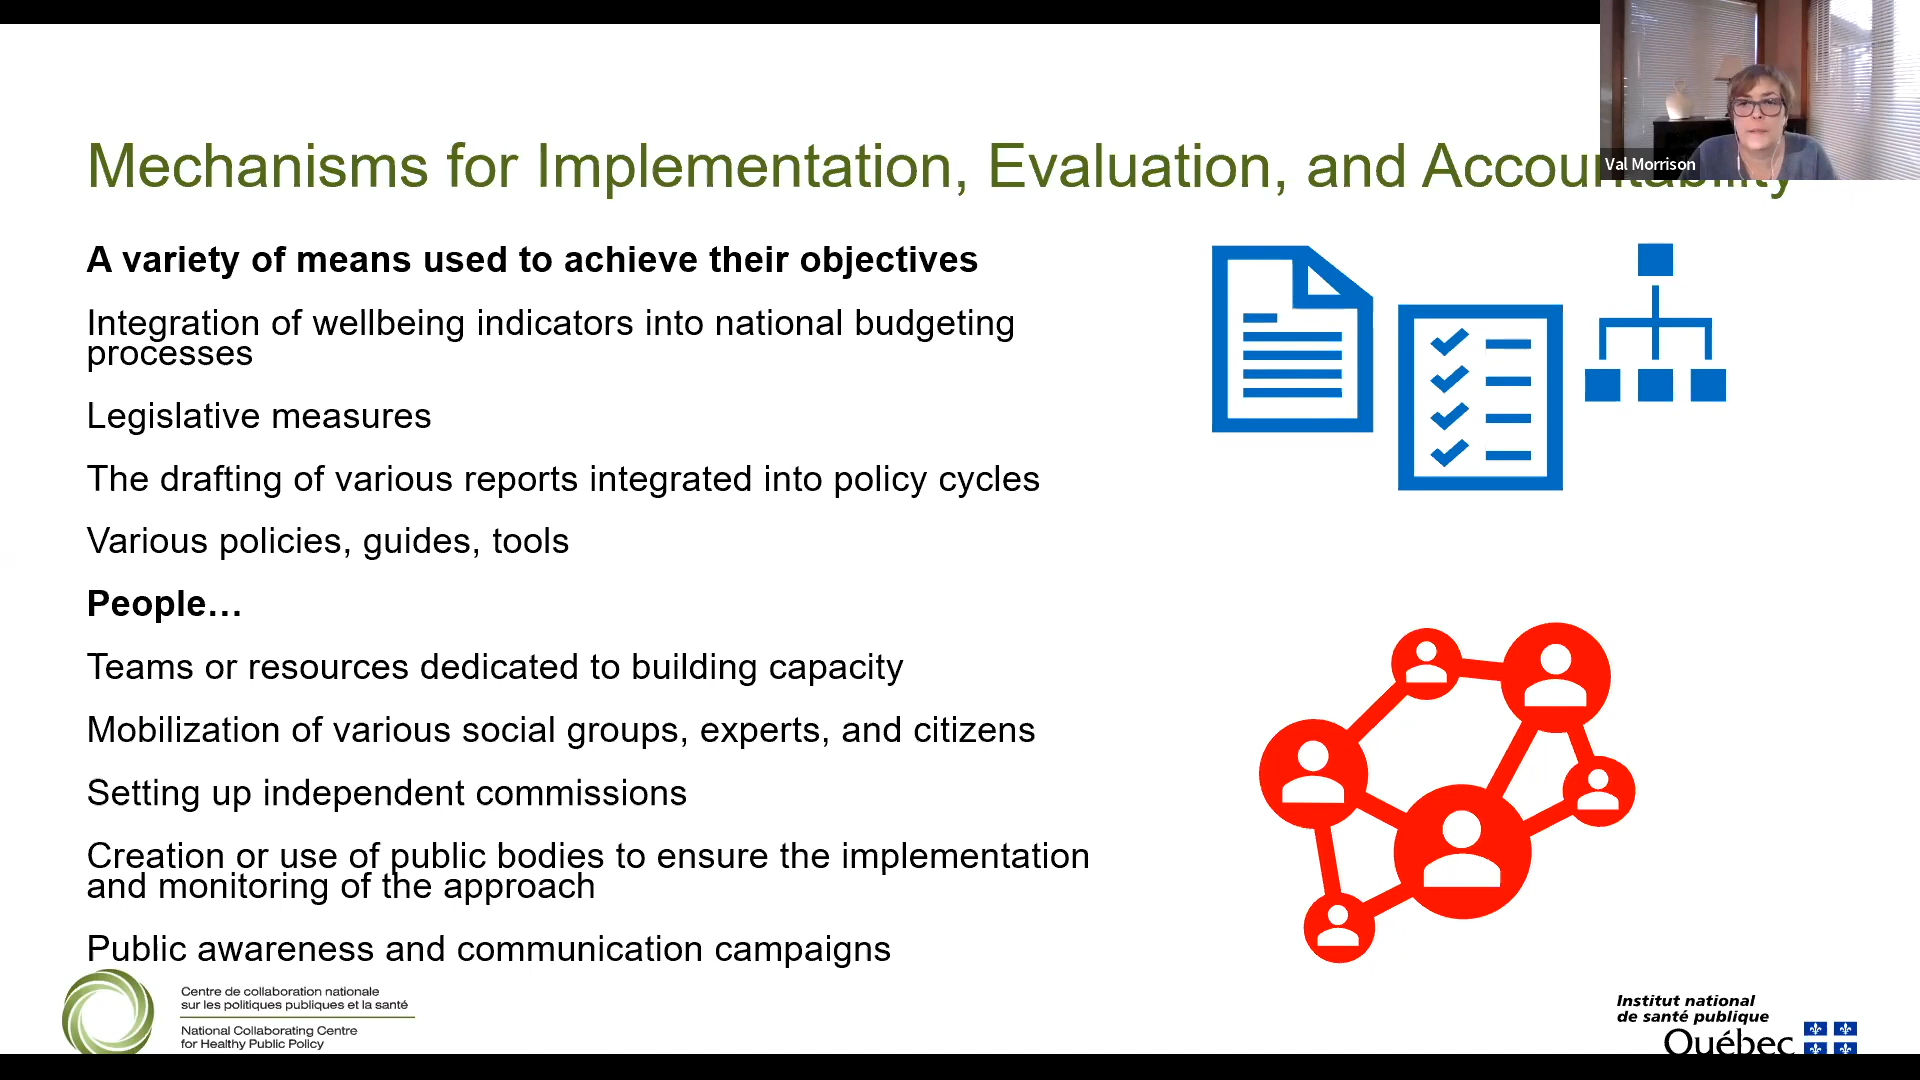 Mechanisms for Implementation, Evaluation, and Accountability
Val Morrison
A variety of means used to achieve their objectives
Integration of wellbeing indicators into national budgeting
processes
Legislative measures
The drafting of various reports integrated into policy cycles
Various policies, guides, tools
People…
Teams or resources dedicated to building capacity
Mobilization of various social groups, experts, and citizens
Setting up independent commissions
Creation or use of public bodies to ensure the implementation
and monitoring of the approach
Public awareness and communication campaigns
Centre de collaboration nationale
sur les politiques publiques et la santé
National Collaborating Centre
for Healthy Public Policy
Institut national
de santé publique
Québec